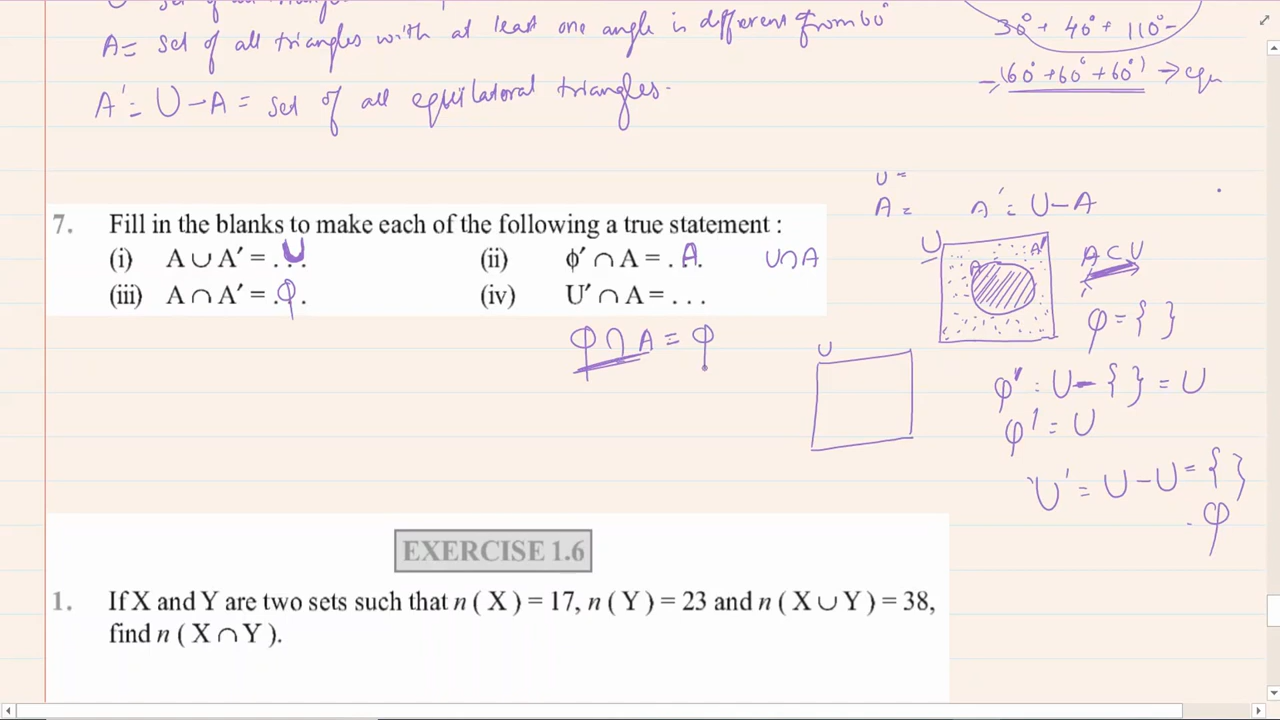 A = Set of all triangles with at least one angle is different from 60°
A' = U - A = set of all equilateral triangles.
30° + 40° + 110° -
(60° + 60° + 60°) → equ
7. Fill in the blanks to make each of the following a true statement :
(i) A ∪ A′ = . U .
(ii) φ′ ∩ A = . A .
U ∩ A
(iii) A ∩ A′ = . φ .
(iv) U′ ∩ A = . . .
φ ∩ A = φ
U =
A =
A' = U - A
U
A'
A
A ⊂ U
φ = { }
U
φ' = U - { } = U
φ' = U
U' = U - U = { }
φ
EXERCISE 1.6
1. If X and Y are two sets such that n ( X ) = 17, n ( Y ) = 23 and n ( X ∪ Y ) = 38,
find n ( X ∩ Y ).